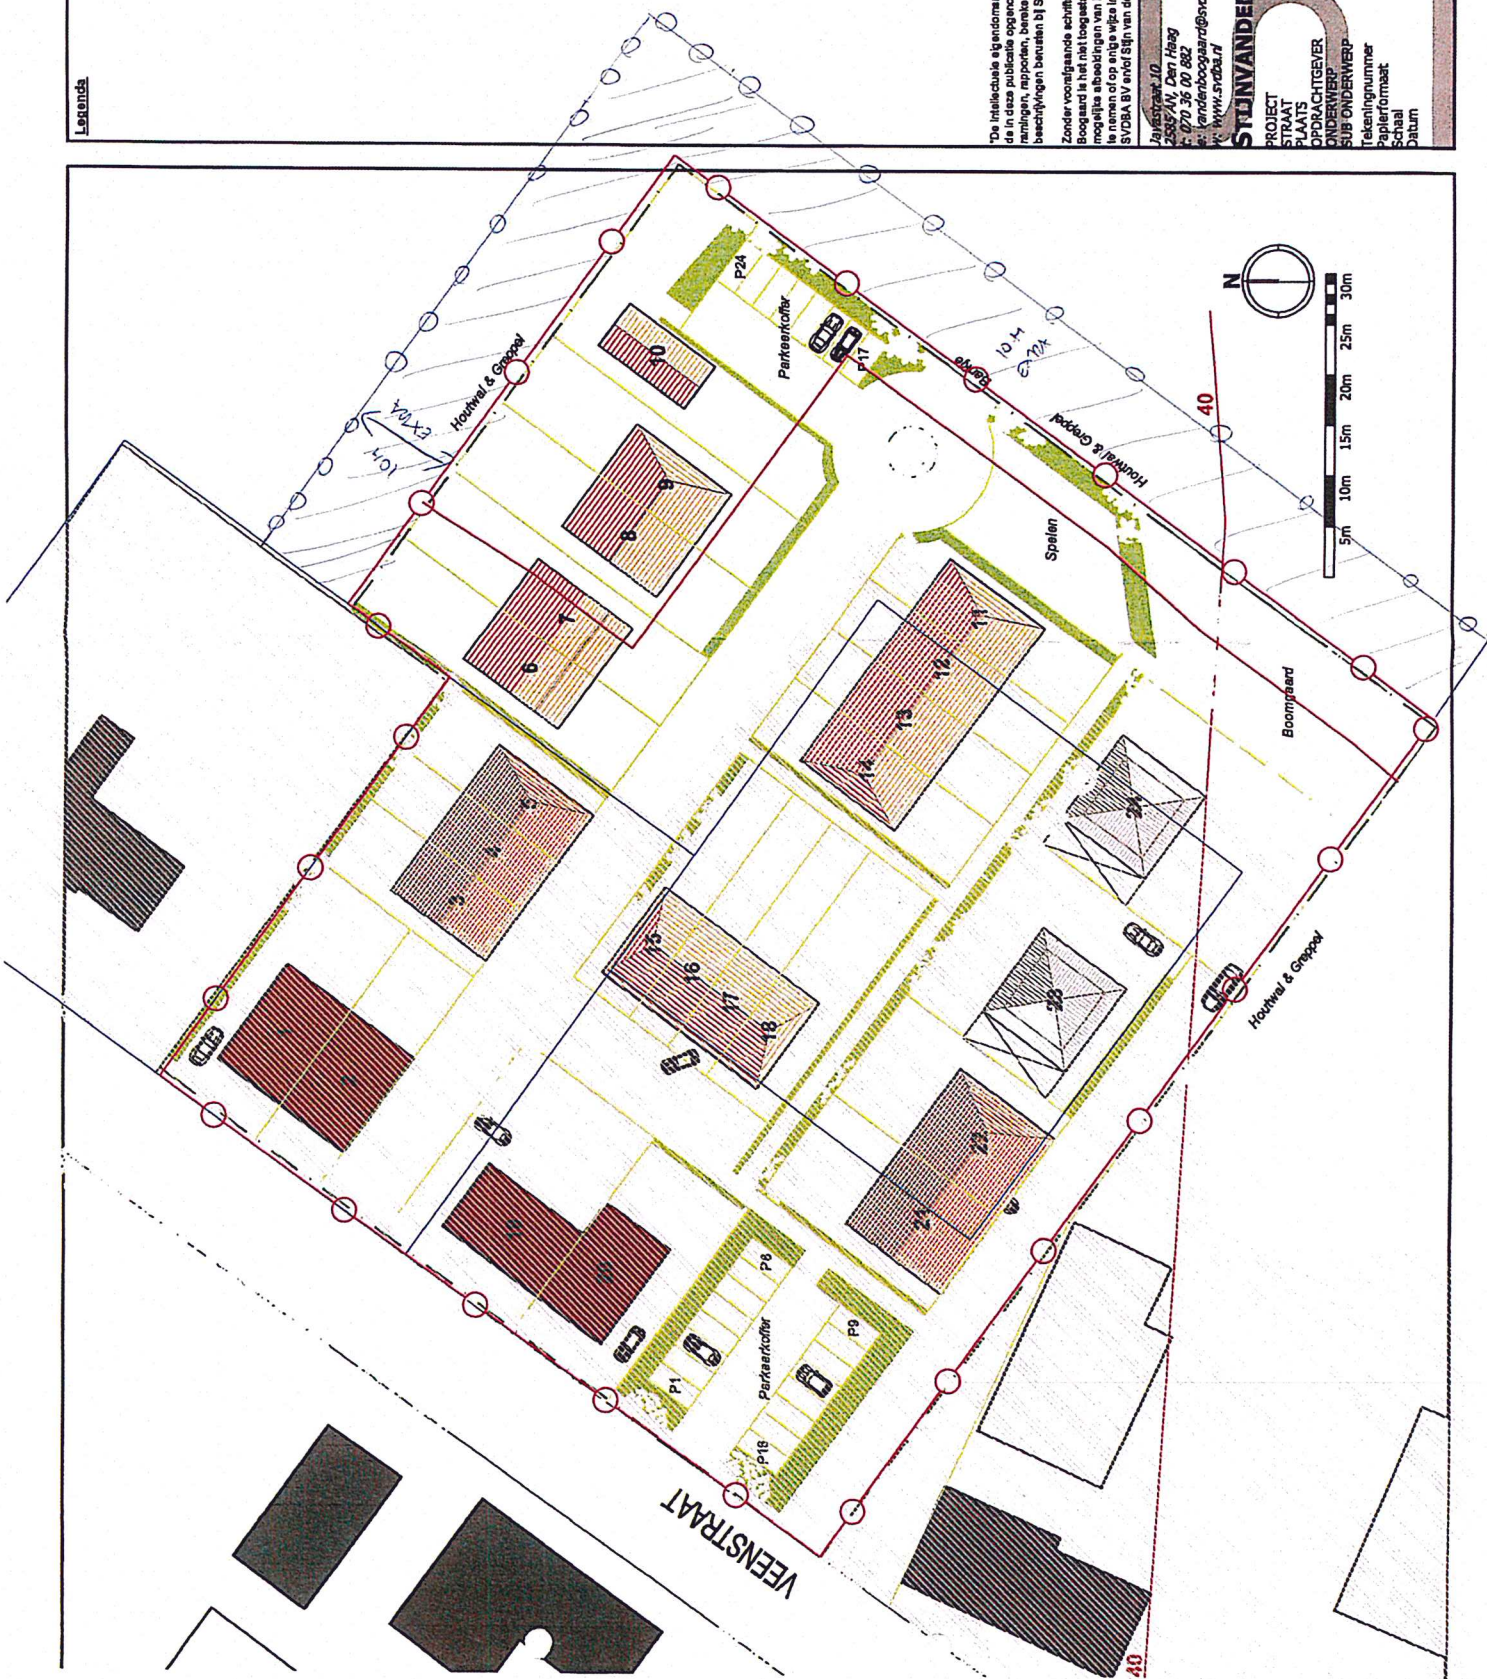 Legenda
"De intellectuele eigendoms
de in deze publicatie opgeno
ramingen, rapporten, bereke
beschrijvingen berusten bij S
Zonder voorafgaande schrift
Boogaard is het niet toegesta
mogelijke afbeeldingen van
te nemen of op enige wijze
SVDBA BV en/of Stijn van de
Javastraat 10
2585 AN, Den Haag
t: 070 36 00 882
e: vandenboogaard@svd
w: www.svdba.nl
STIJNVANDEN
PROJECT
STRAAT
PLAATS
OPDRACHTGEVER
ONDERWERP
SUB ONDERWERP
Tekeningnummer
Papierformaat
Schaal
Datum
Houtwal & Greppel
10M
EXTRA
P24
Parkeerkoffer
P17
10 M
EXTRA
Bankje
Houtwal & Greppel
Spelen
Boomgaard
Houtwal & Greppel
N
5m
10m
15m
20m
25m
30m
40
40
1
2
3
4
5
6
7
8
9
10
11
12
13
14
15
16
17
18
19
20
21
22
23
24
P1
P8
Parkeerkoffer
P9
P16
VEENSTRAAT